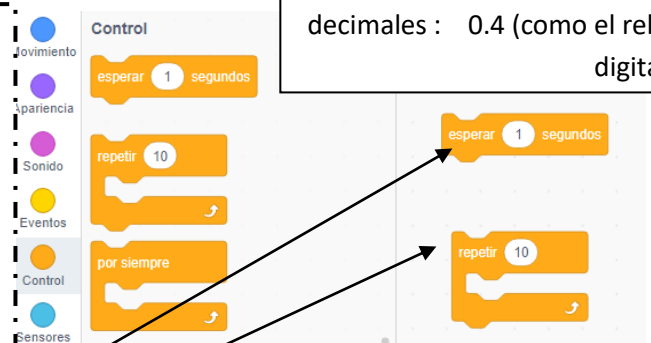 decimales : 0.4 (como el rel
digita
Movimiento
Apariencia
Sonido
Eventos
Control
Sensores
Control
esperar 1 segundos
repetir 10
por siempre
esperar 1 segundos
repetir 10